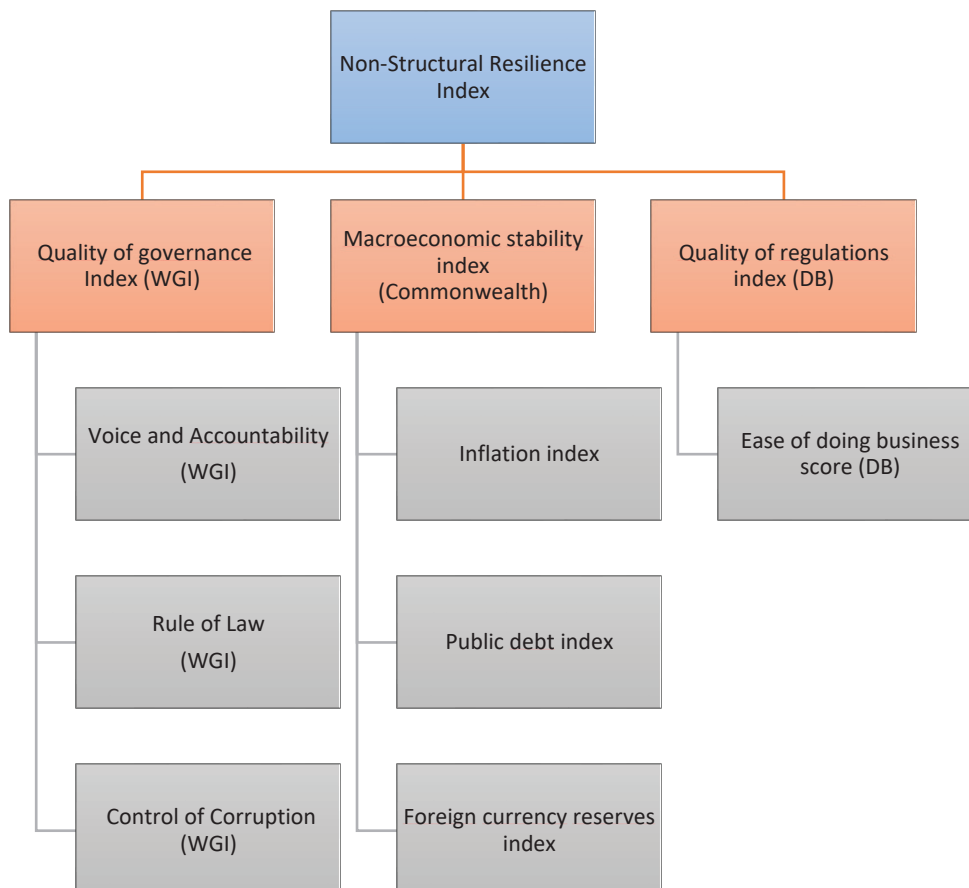 Non-Structural Resilience
Index
Quality of governance
Index (WGI)
Macroeconomic stability
index
(Commonwealth)
Quality of regulations
index (DB)
Voice and Accountability
(WGI)
Inflation index
Ease of doing business
score (DB)
Rule of Law
(WGI)
Public debt index
Control of Corruption
(WGI)
Foreign currency reserves
index